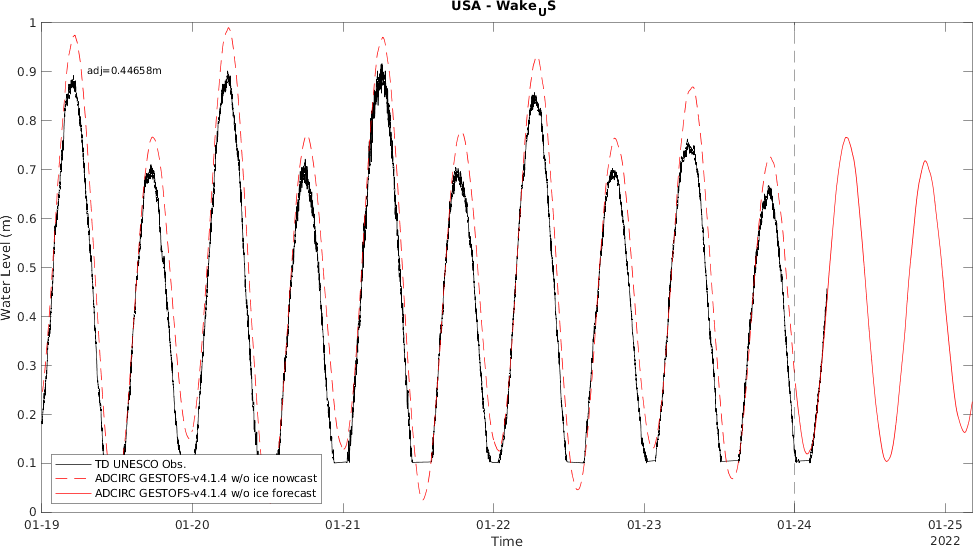 USA - Wake_US
adj=0.44658m
Water Level (m)
1
0.9
0.8
0.7
0.6
0.5
0.4
0.3
0.2
0.1
0
TD UNESCO Obs.
ADCIRC GESTOFS-v4.1.4 w/o ice nowcast
ADCIRC GESTOFS-v4.1.4 w/o ice forecast
01-19 01-20 01-21 01-22 01-23 01-24 01-25
Time
2022